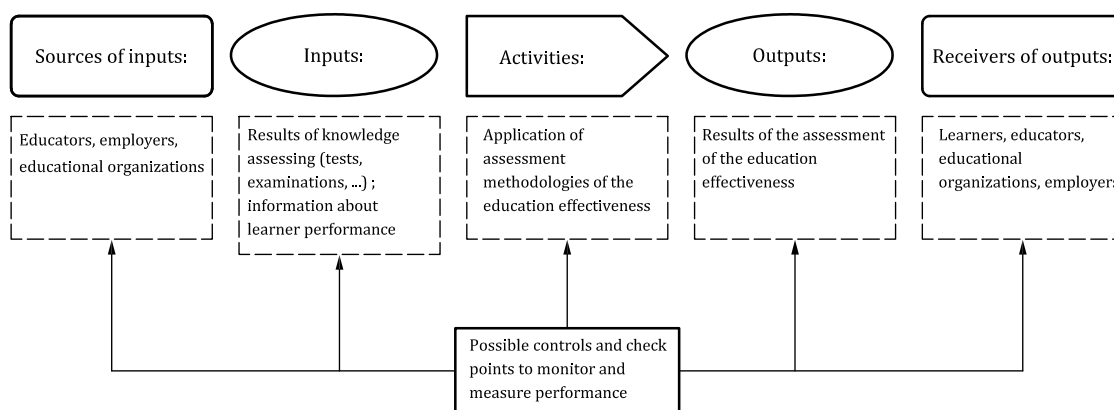 Sources of inputs:
Inputs:
Activities:
Outputs:
Receivers of outputs:
Educators, employers,
educational organizations
Results of knowledge
assessing (tests,
examinations, ...) ;
information about
learner performance
Application of
assessment
methodologies of the
education effectiveness
Results of the assessment
of the education
effectiveness
Learners, educators,
educational
organizations, employers
Possible controls and check
points to monitor and
measure performance